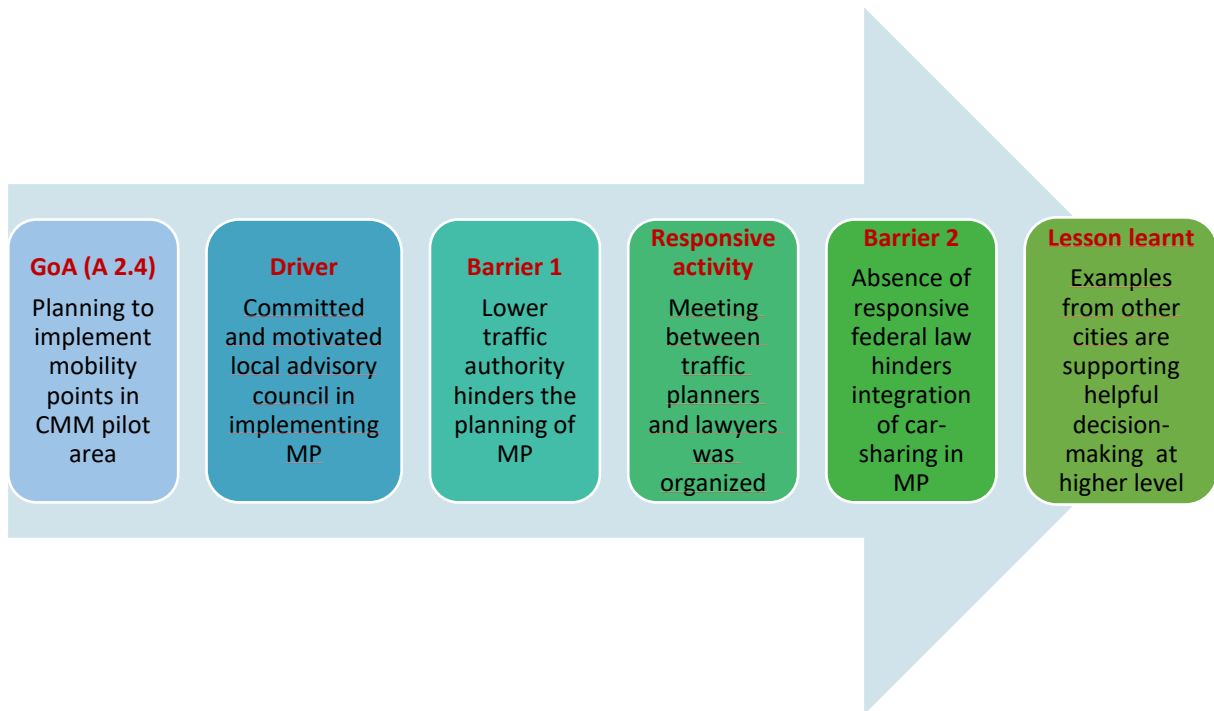 GoA (A 2.4)
Planning to
implement
mobility
points in
CMM pilot
area
Driver
Committed
and motivated
local advisory
council in
implementing
MP
Barrier 1
Lower
traffic
authority
hinders the
planning of
MP
Responsive
activity
Meeting
between
traffic
planners
and lawyers
was
organized
Barrier 2
Absence of
responsive
federal law
hinders
integration
of car-
sharing in
MP
Lesson learnt
Examples
from other
cities are
supporting
helpful
decision-
making at
higher level